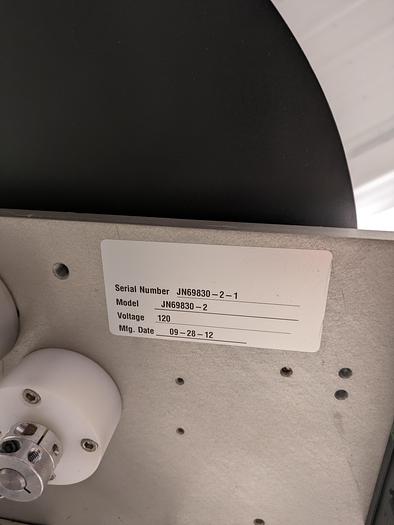 Serial Number JN69830-2-1
Model JN69830-2
Voltage 120
Mfg. Date 09-28-12